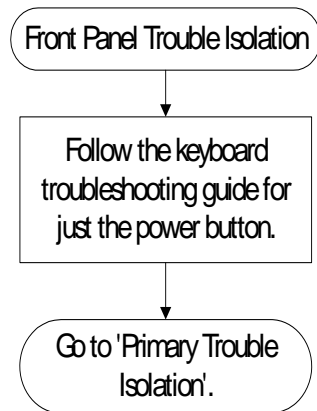 Front Panel Trouble Isolation
Follow the keyboard
troubleshooting guide for
just the power button.
Go to 'Primary Trouble
Isolation'.